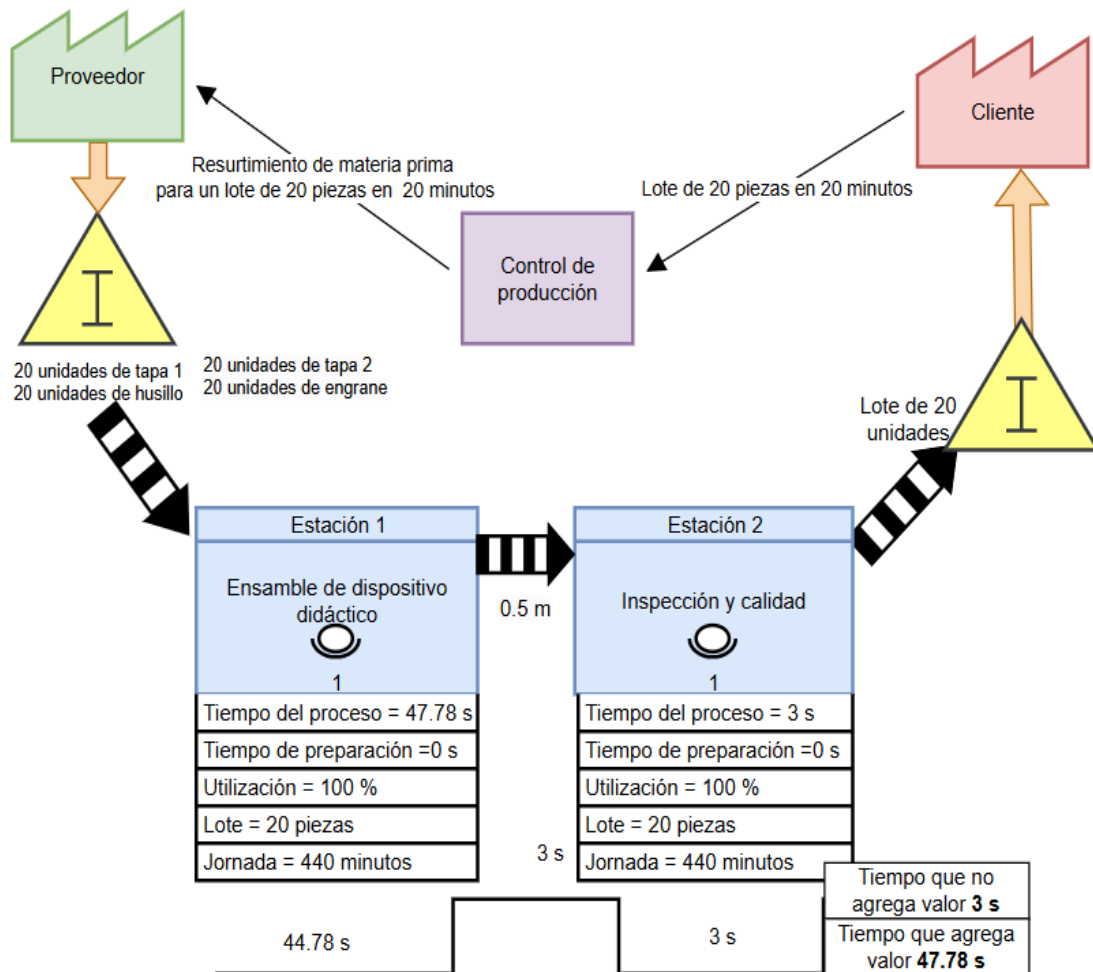 Proveedor
Cliente
Resurtimiento de materia prima
para un lote de 20 piezas en 20 minutos
Lote de 20 piezas en 20 minutos
Control de
producción
20 unidades de tapa 1
20 unidades de husillo
20 unidades de tapa 2
20 unidades de engrane
Lote de 20
unidades
Estación 1
Ensamble de dispositivo
didáctico
1
Tiempo del proceso = 47.78 s
Tiempo de preparación =0 s
Utilización = 100 %
Lote = 20 piezas
Jornada = 440 minutos
0.5 m
Estación 2
Inspección y calidad
1
Tiempo del proceso = 3 s
Tiempo de preparación =0 s
Utilización = 100 %
Lote = 20 piezas
Jornada = 440 minutos
3 s
44.78 s
3 s
Tiempo que no
agrega valor 3 s
Tiempo que agrega
valor 47.78 s